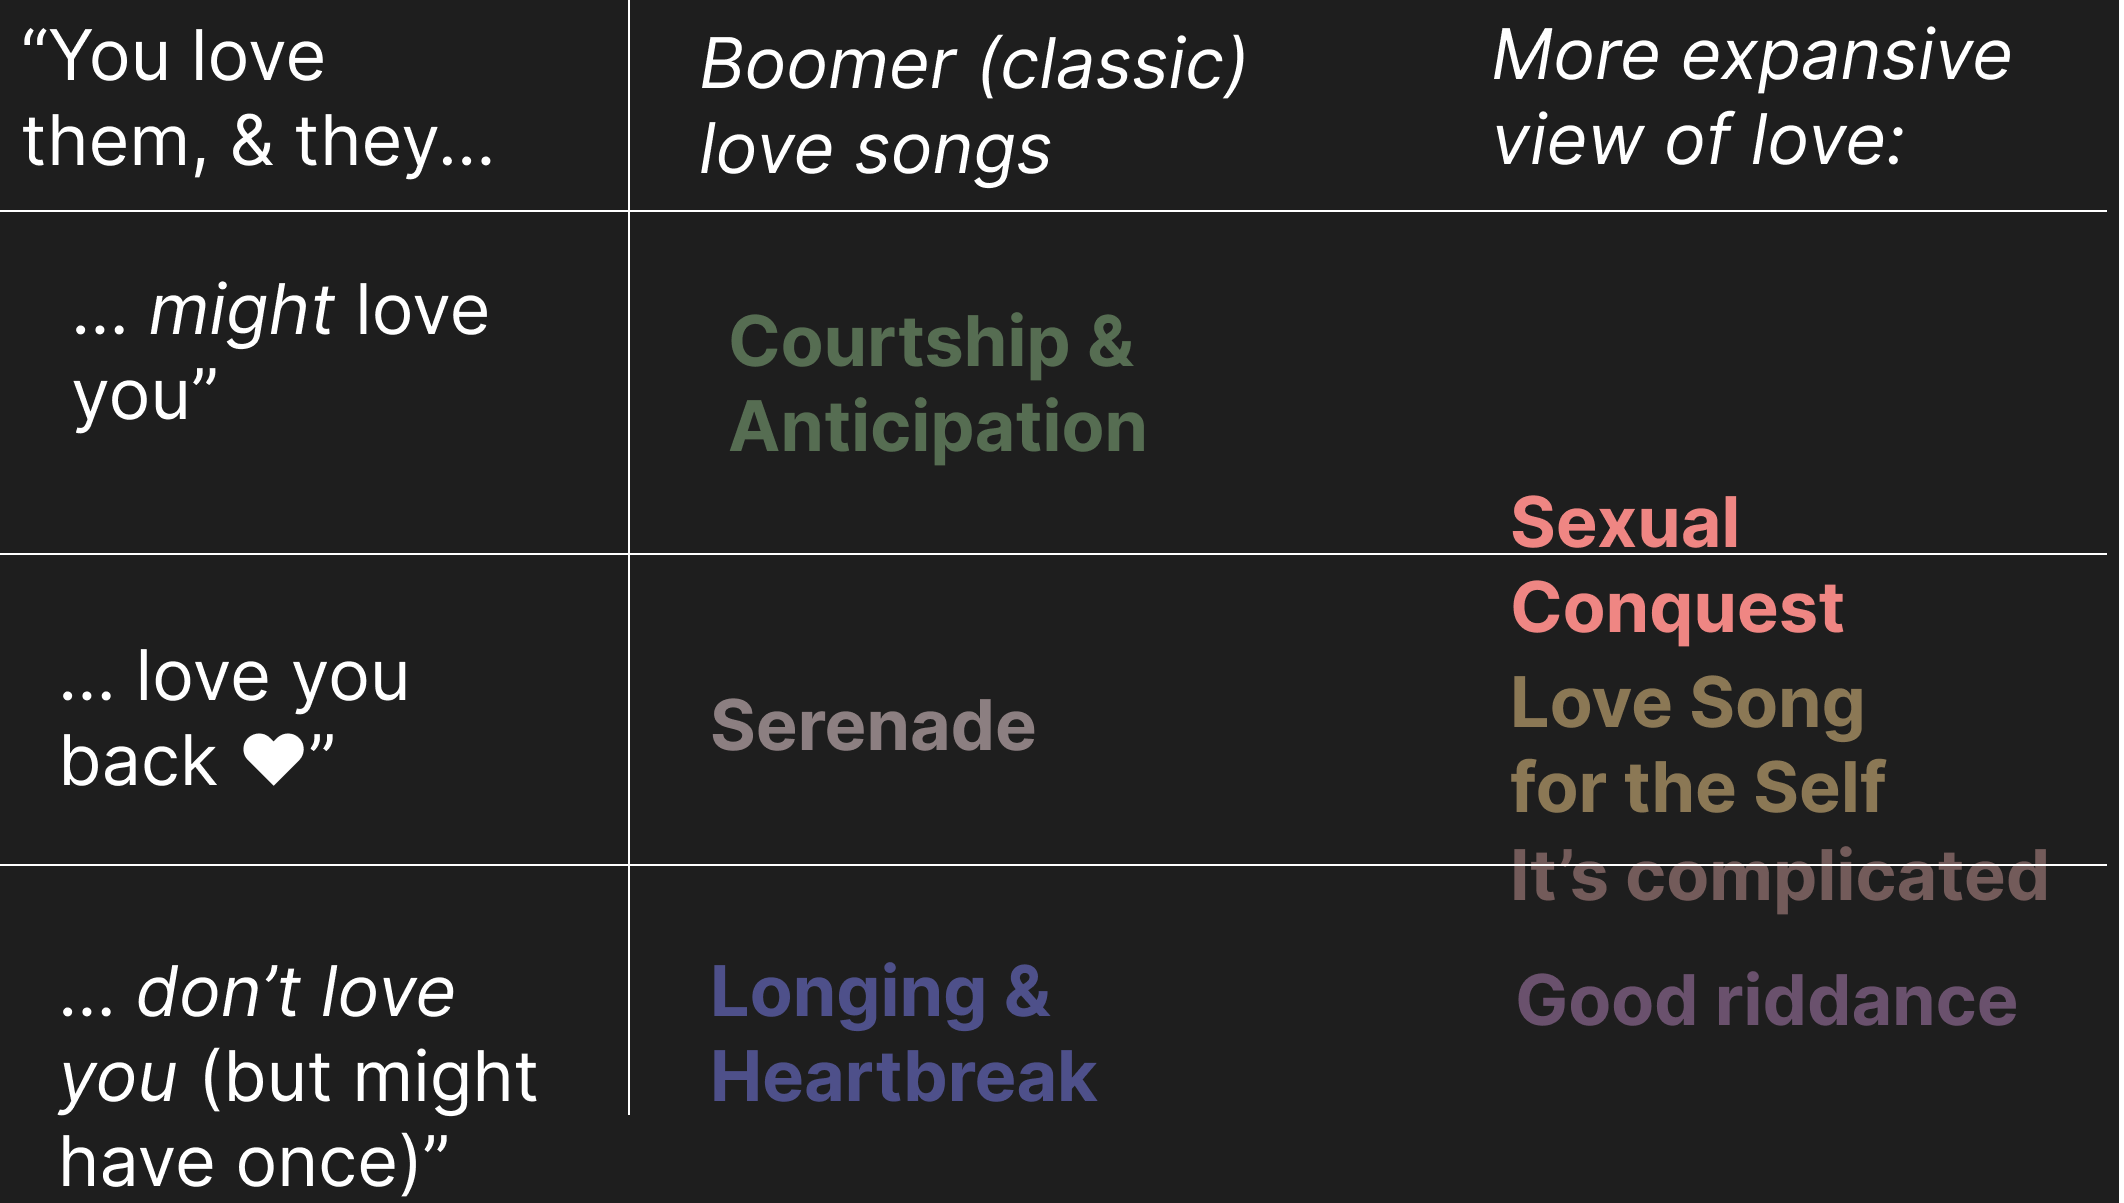 “You love
them, & they...
Boomer (classic)
love songs
More expansive
view of love:
... might love
you”
Courtship &
Anticipation
Sexual
Conquest
... love you
back ♥”
Serenade
Love Song
for the Self
It’s complicated
... don’t love
you (but might
have once)”
Longing &
Heartbreak
Good riddance